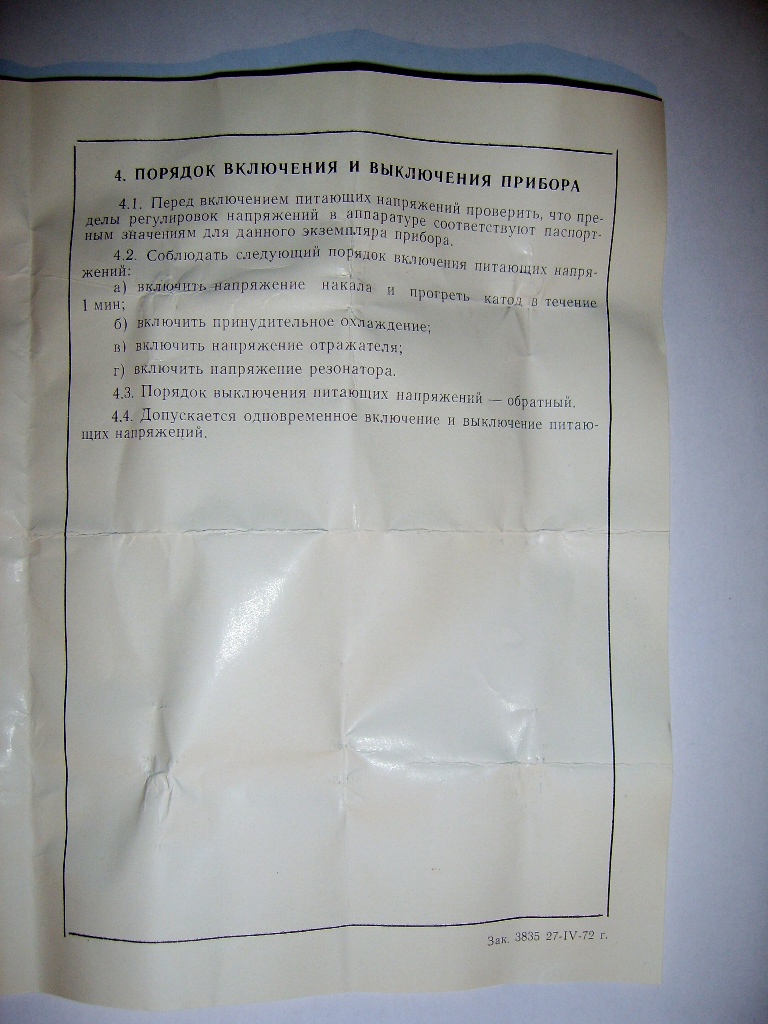 4. ПОРЯДОК ВКЛЮЧЕНИЯ И ВЫКЛЮЧЕНИЯ ПРИБОРА
4.1. Перед включением питающих напряжений проверить, что пре-
делы регулировок напряжений в аппаратуре соответствуют паспорт-
ным значениям для данного экземпляра прибора.
4.2. Соблюдать следующий порядок включения питающих напря-
жений:
а) включить напряжение накала и прогреть катод в течение
1 мин;
б) включить принудительное охлаждение;
в) включить напряжение отражателя;
г) включить напряжение резонатора.
4.3. Порядок выключения питающих напряжений — обратный.
4.4. Допускается одновременное включение и выключение питаю-
щих напряжений.
Зак. 3835 27-IV-72 г.